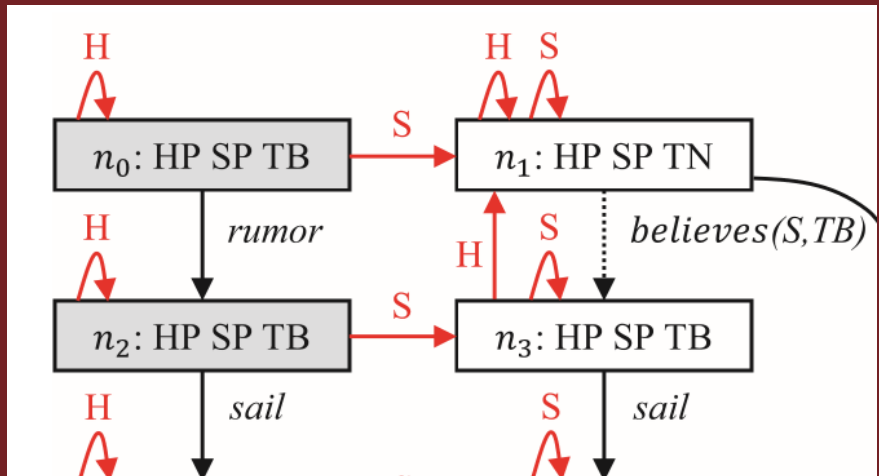 H H S
n₀: HP SP TB S n₁: HP SP TN
H rumor H S believes(S,TB)
n₂: HP SP TB S n₃: HP SP TB
H sail S sail